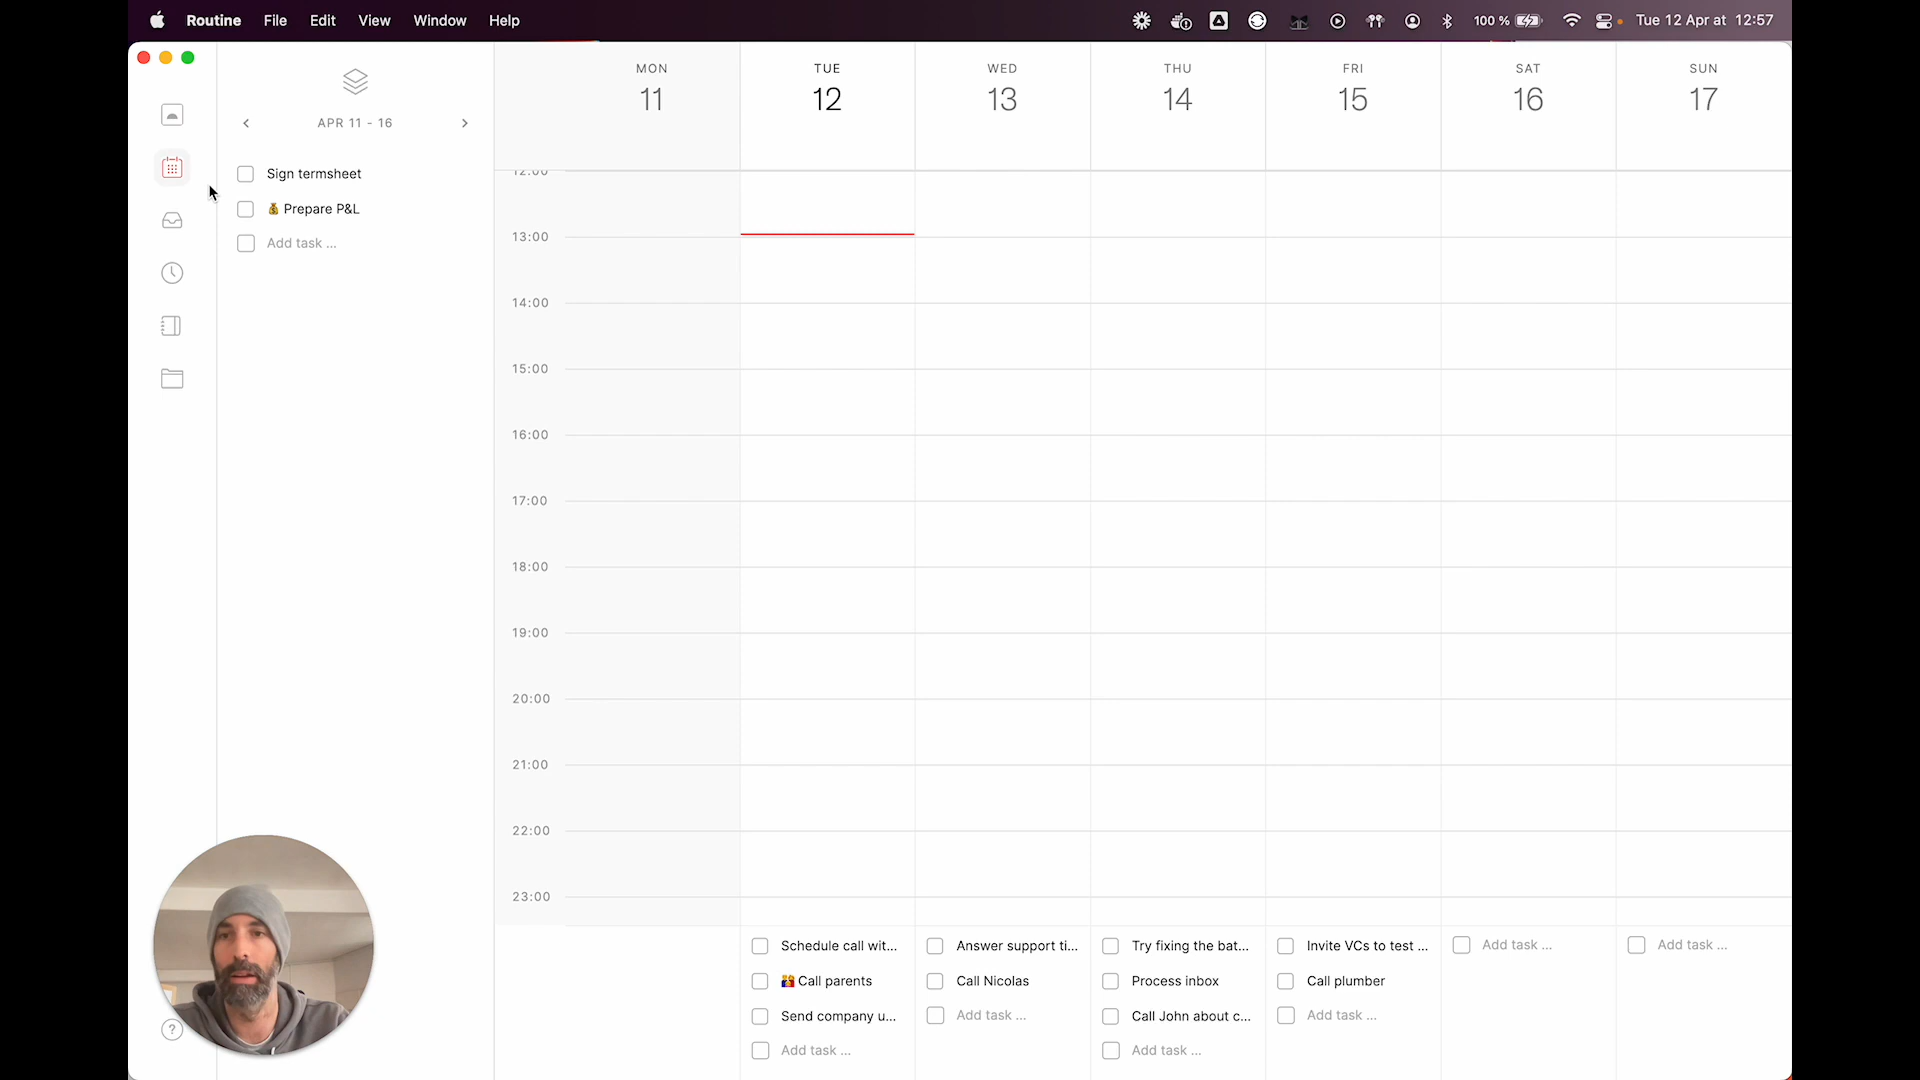 Routine File Edit View Window Help 100 % Tue 12 Apr at 12:57
APR 11 - 16
Sign termsheet
💰 Prepare P&L
Add task ...
MON TUE WED THU FRI SAT SUN
11 12 13 14 15 16 17
12:00
13:00
14:00
15:00
16:00
17:00
18:00
19:00
20:00
21:00
22:00
23:00
Schedule call wit... Answer support ti... Try fixing the bat... Invite VCs to test ... Add task ... Add task ...
Call parents Call Nicolas Process inbox Call plumber
Send company u... Add task ... Call John about c... Add task ...
Add task ... Add task ...
?